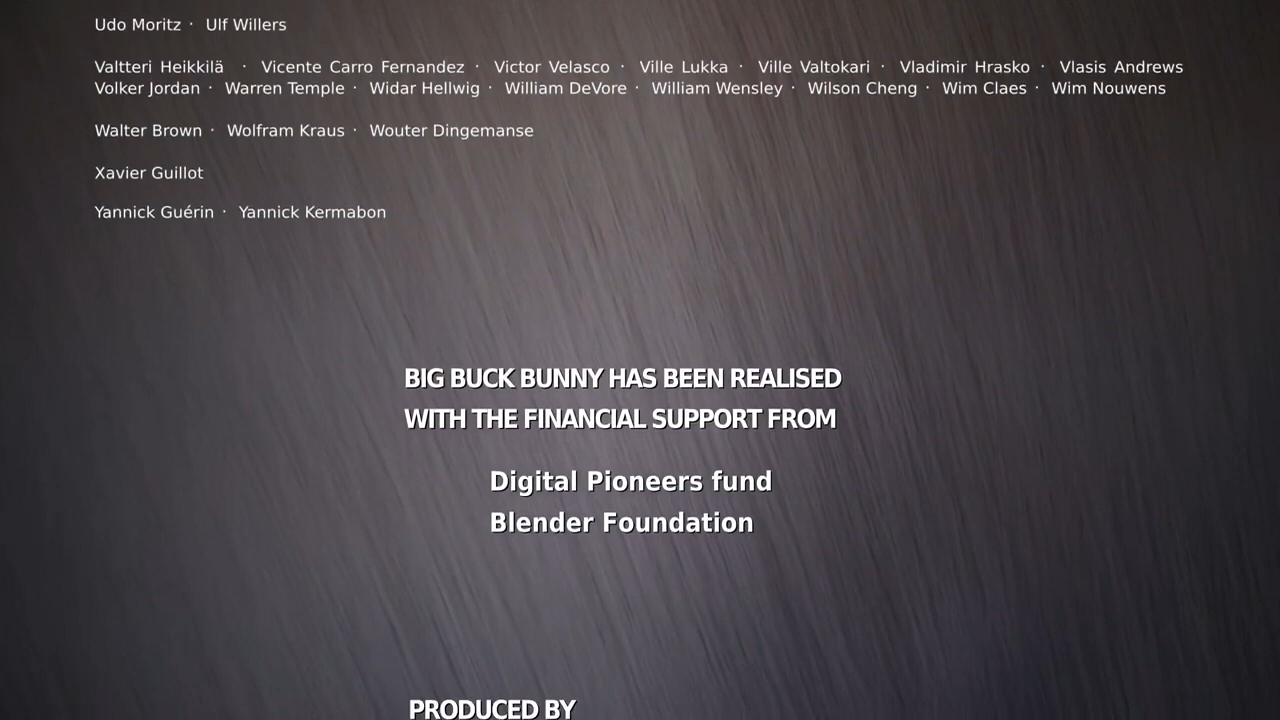 Udo Moritz · Ulf Willers
Valtteri Heikkilä · Vicente Carro Fernandez · Victor Velasco · Ville Lukka · Ville Valtokari · Vladimir Hrasko · Vlasis Andrews
Volker Jordan · Warren Temple · Widar Hellwig · William DeVore · William Wensley · Wilson Cheng · Wim Claes · Wim Nouwens
Walter Brown · Wolfram Kraus · Wouter Dingemanse
Xavier Guillot
Yannick Guérin · Yannick Kermabon
BIG BUCK BUNNY HAS BEEN REALISED
WITH THE FINANCIAL SUPPORT FROM
Digital Pioneers fund
Blender Foundation
PRODUCED BY